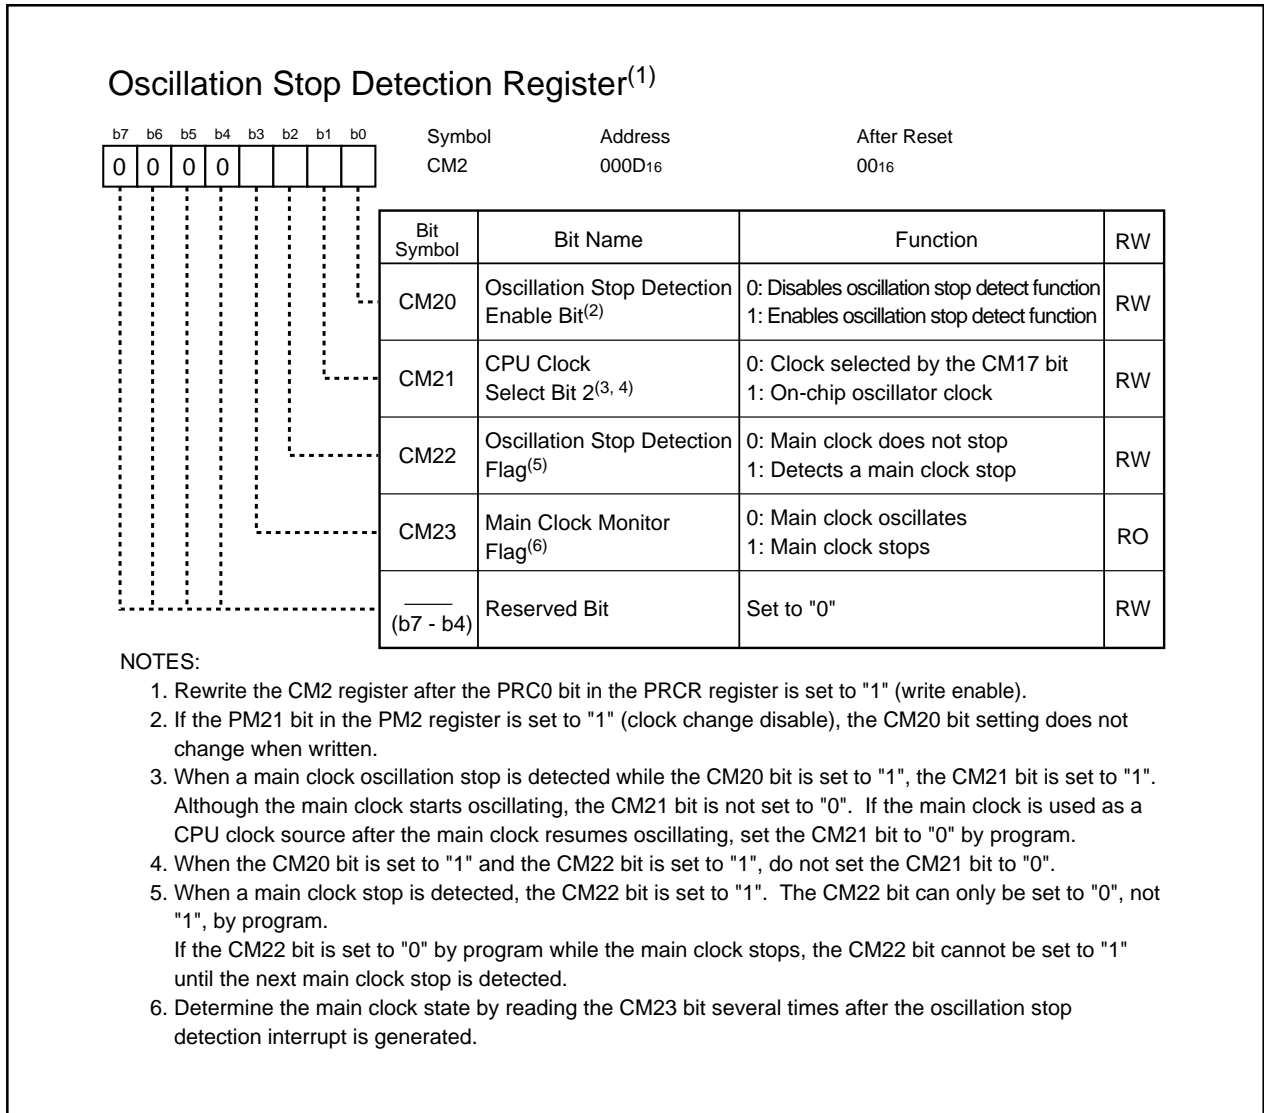 Oscillation Stop Detection Register(1)
b7 b6 b5 b4 b3 b2 b1 b0 Symbol Address After Reset
0 0 0 0 CM2 000D16 0016
Bit Symbol Bit Name Function RW
CM20 Oscillation Stop Detection 0: Disables oscillation stop detect function RW
Enable Bit(2) 1: Enables oscillation stop detect function
CM21 CPU Clock 0: Clock selected by the CM17 bit RW
Select Bit 2(3, 4) 1: On-chip oscillator clock
CM22 Oscillation Stop Detection 0: Main clock does not stop RW
Flag(5) 1: Detects a main clock stop
CM23 Main Clock Monitor 0: Main clock oscillates RO
Flag(6) 1: Main clock stops
(b7 - b4) Reserved Bit Set to "0" RW
NOTES:
1. Rewrite the CM2 register after the PRC0 bit in the PRCR register is set to "1" (write enable).
2. If the PM21 bit in the PM2 register is set to "1" (clock change disable), the CM20 bit setting does not
change when written.
3. When a main clock oscillation stop is detected while the CM20 bit is set to "1", the CM21 bit is set to "1".
Although the main clock starts oscillating, the CM21 bit is not set to "0". If the main clock is used as a
CPU clock source after the main clock resumes oscillating, set the CM21 bit to "0" by program.
4. When the CM20 bit is set to "1" and the CM22 bit is set to "1", do not set the CM21 bit to "0".
5. When a main clock stop is detected, the CM22 bit is set to "1". The CM22 bit can only be set to "0", not
"1", by program.
If the CM22 bit is set to "0" by program while the main clock stops, the CM22 bit cannot be set to "1"
until the next main clock stop is detected.
6. Determine the main clock state by reading the CM23 bit several times after the oscillation stop
detection interrupt is generated.